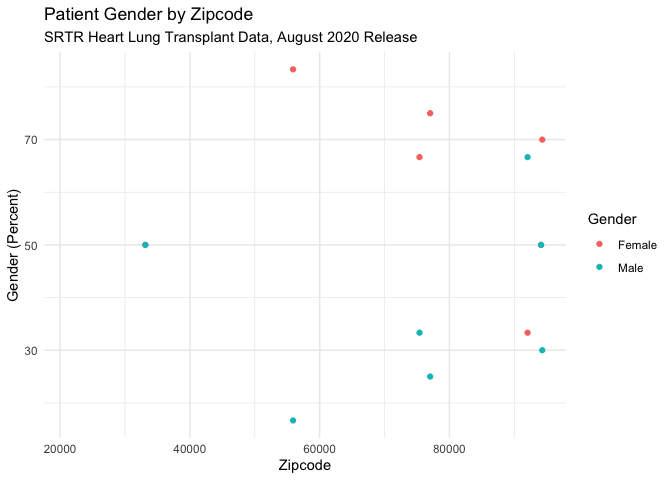 Patient Gender by Zipcode
SRTR Heart Lung Transplant Data, August 2020 Release
Gender (Percent)
70
50
30
20000 40000 60000 80000
Zipcode
Gender
Female
Male